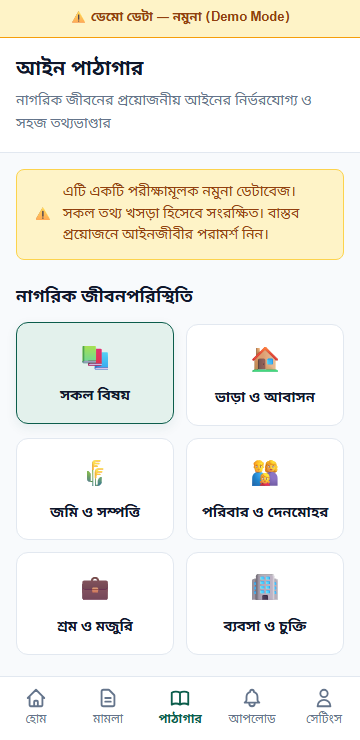 ডেমো ডেটা — নমুনা (Demo Mode)
আইন পাঠাগার
নাগরিক জীবনের প্রয়োজনীয় আইনের নির্ভরযোগ্য ও
সহজ তথ্যভাণ্ডার
এটি একটি পরীক্ষামূলক নমুনা ডেটাবেজ।
সকল তথ্য খসড়া হিসেবে সংরক্ষিত। বাস্তব
প্রয়োজনে আইনজীবীর পরামর্শ নিন।
নাগরিক জীবনপরিস্থিতি
সকল বিষয়
ভাড়া ও আবাসন
জমি ও সম্পত্তি
পরিবার ও দেনমোহর
শ্রম ও মজুরি
ব্যবসা ও চুক্তি
হোম
মামলা
পাঠাগার
আপলোড
সেটিংস